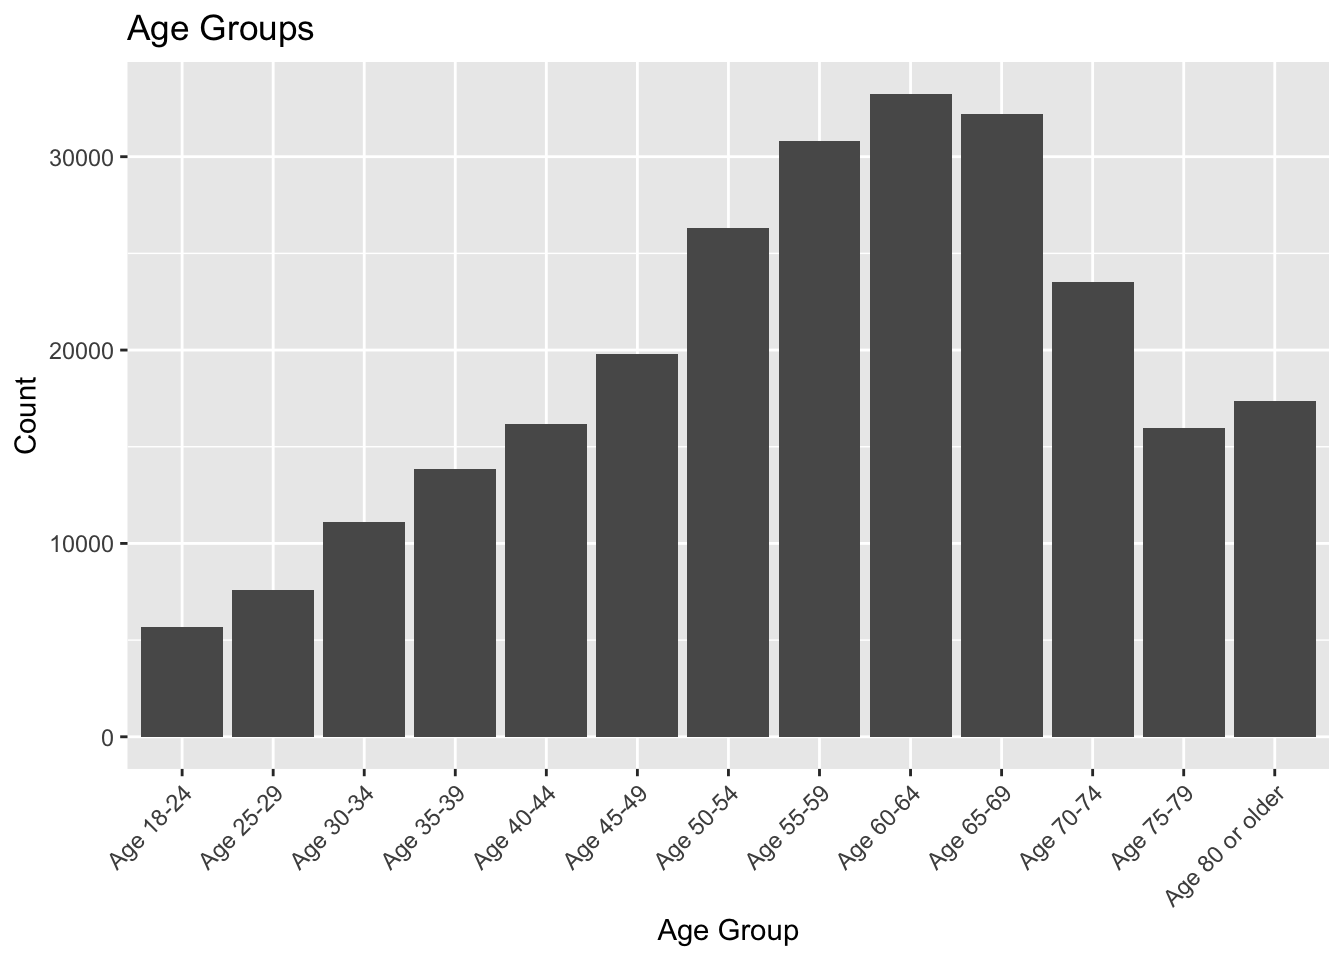 Age Groups
30000
20000
10000
0
Count
Age 18-24
Age 25-29
Age 30-34
Age 35-39
Age 40-44
Age 45-49
Age 50-54
Age 55-59
Age 60-64
Age 65-69
Age 70-74
Age 75-79
Age 80 or older
Age Group